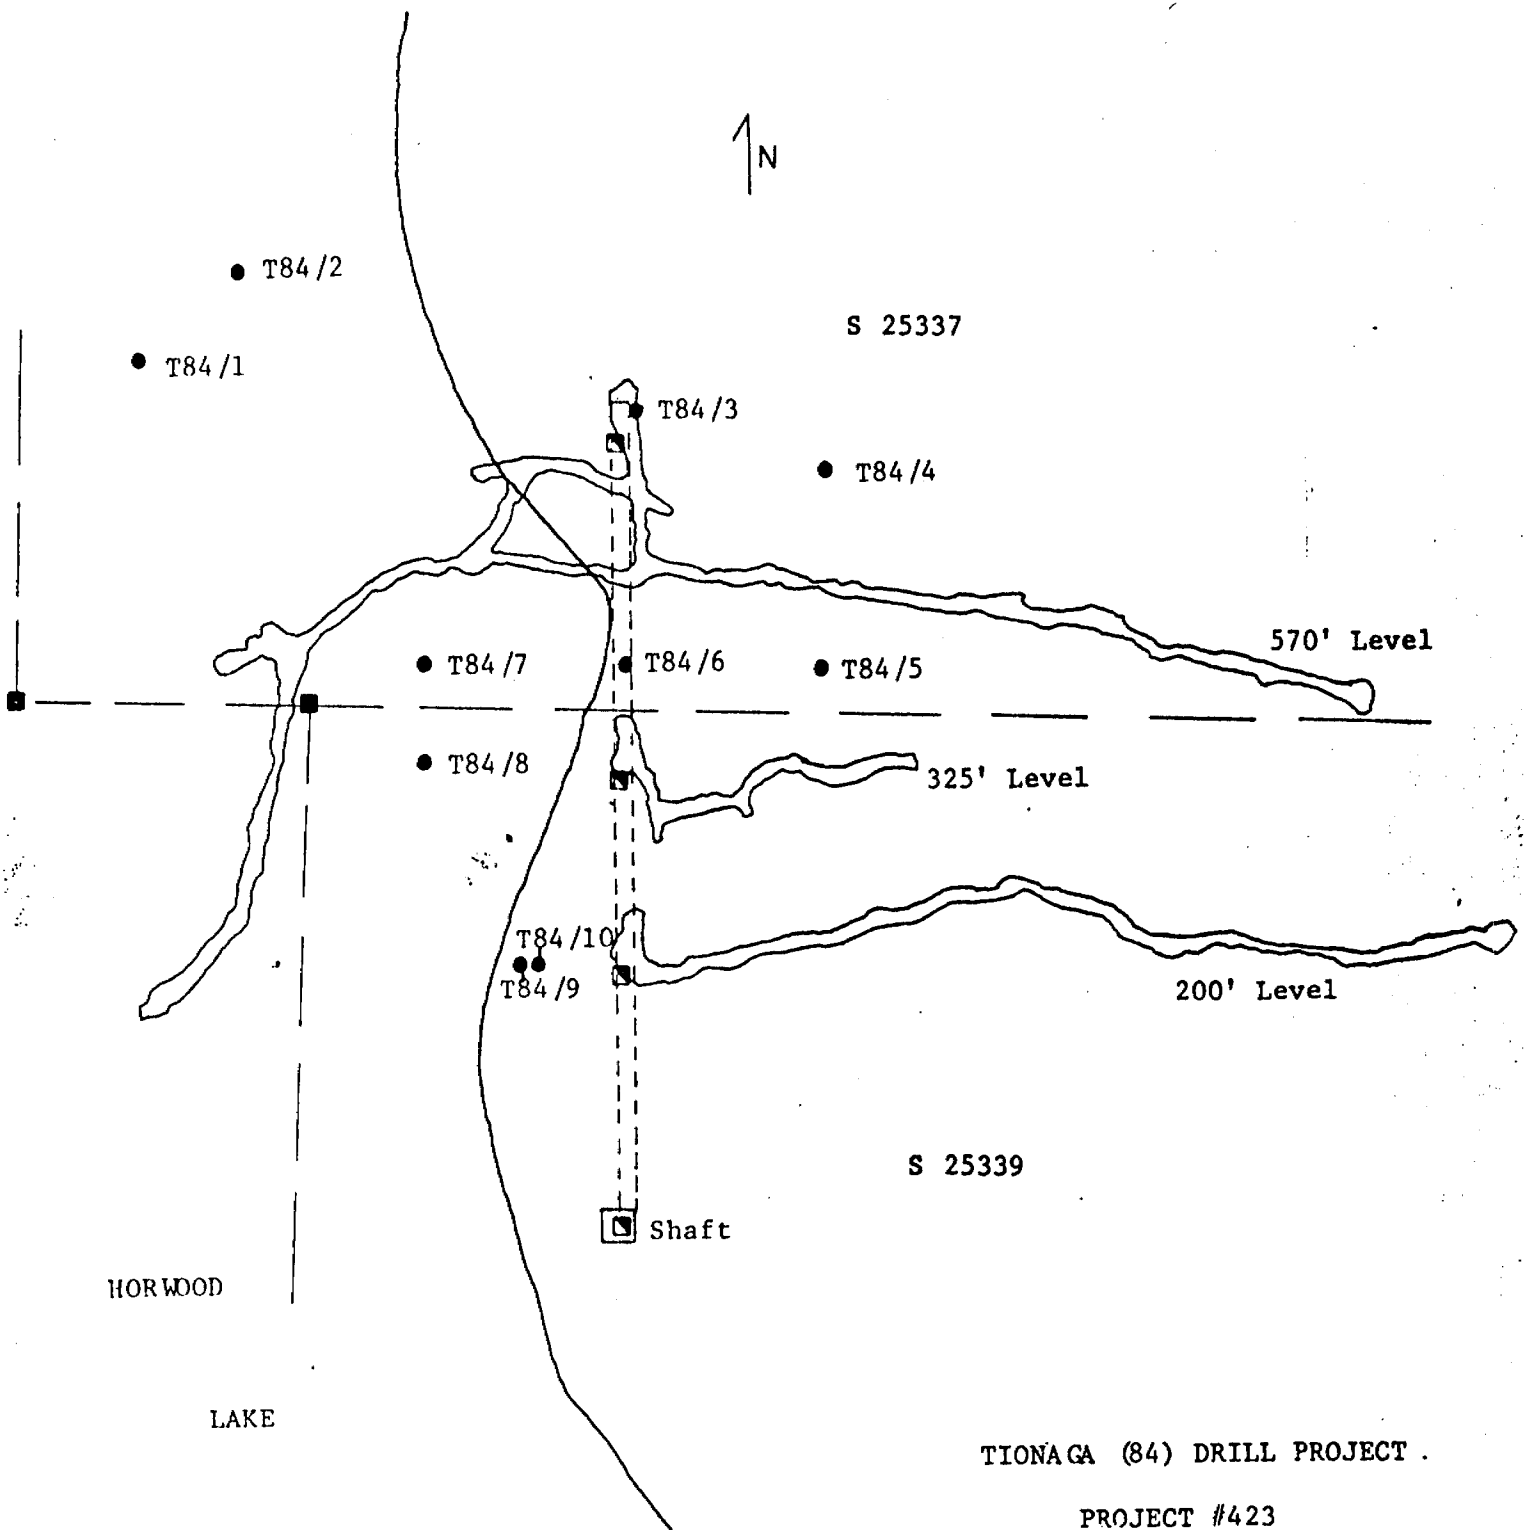 N
T84/2
S 25337
T84/1
T84/3
T84/4
570' Level
T84/7
T84/6
T84/5
T84/8
325' Level
T84/10
T84/9
200' Level
S 25339
Shaft
HORWOOD
LAKE
TIONAGA (84) DRILL PROJECT .
PROJECT #423